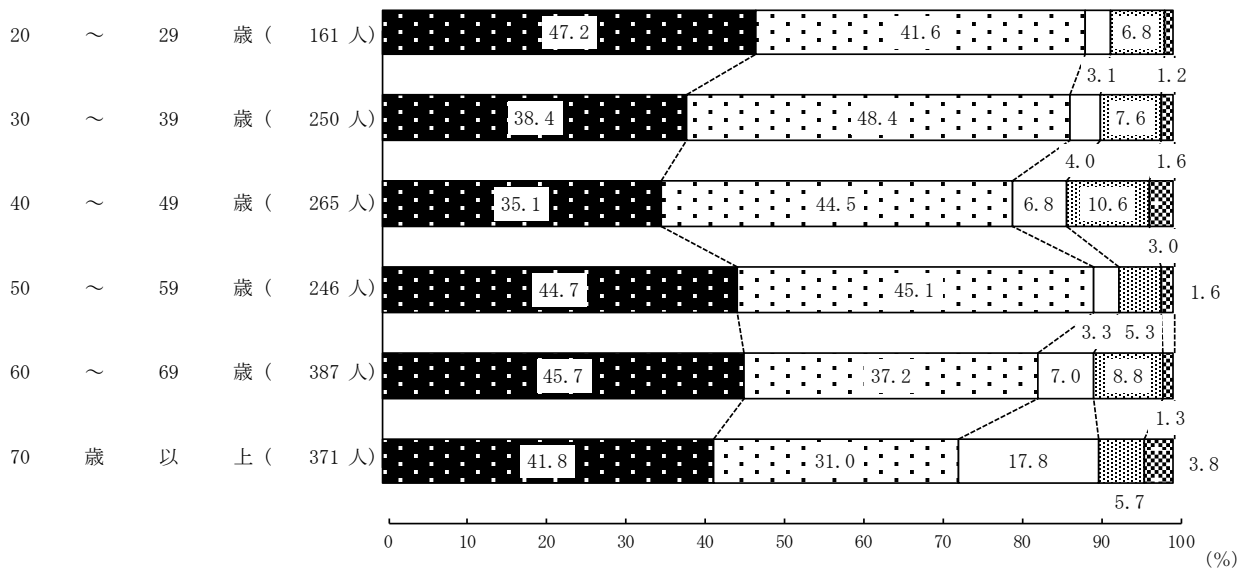 20 ～ 29 歳( 161 人) 47.2 41.6 6.8
3.1 1.2
30 ～ 39 歳( 250 人) 38.4 48.4 7.6
4.0 1.6
40 ～ 49 歳( 265 人) 35.1 44.5 6.8 10.6
3.0
50 ～ 59 歳( 246 人) 44.7 45.1 1.6
3.3 5.3
60 ～ 69 歳( 387 人) 45.7 37.2 7.0 8.8
1.3
70 歳 以 上( 371 人) 41.8 31.0 17.8 3.8
5.7
0 10 20 30 40 50 60 70 80 90 100
(%)